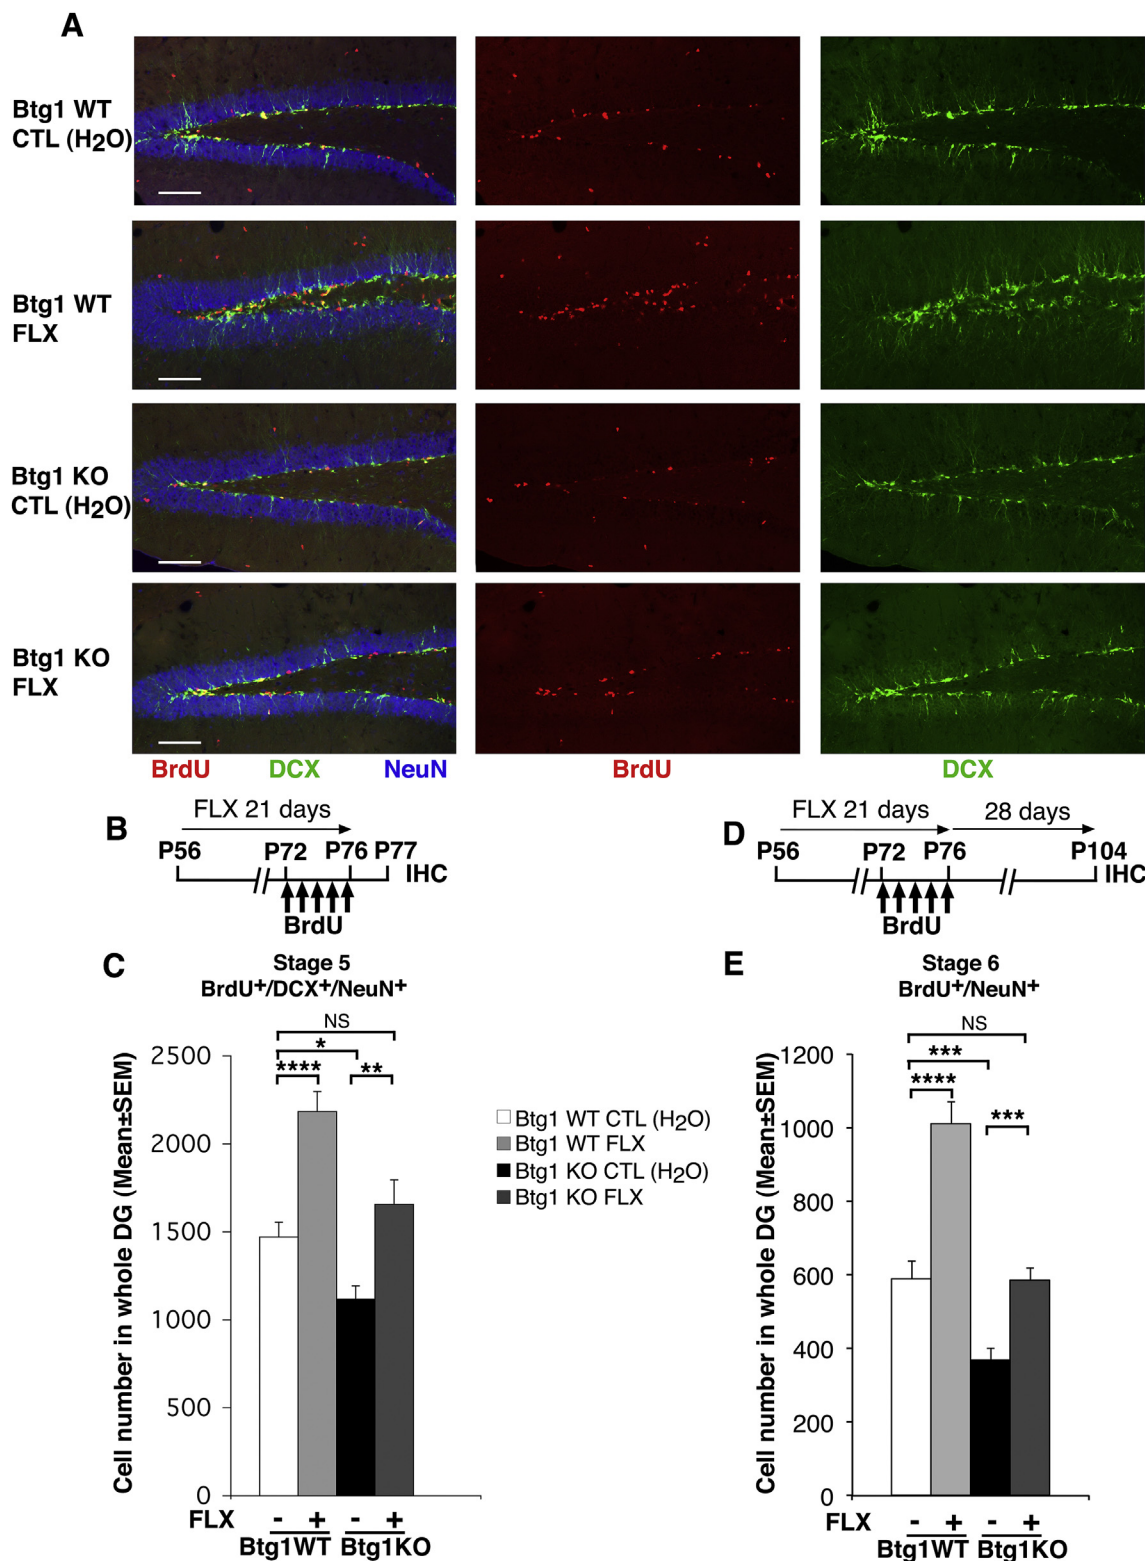 A
Btg1 WT
CTL (H2O)
Btg1 WT
FLX
Btg1 KO
CTL (H2O)
Btg1 KO
FLX
BrdU DCX NeuN BrdU DCX
B
FLX 21 days
P56 P72 P76 P77
IHC
BrdU
D
FLX 21 days 28 days
P56 P72 P76 P104
IHC
BrdU
C
Stage 5
BrdU+/DCX+/NeuN+
NS
*
**** **
Cell number in whole DG (Mean±SEM)
2500
2000
1500
1000
500
0
FLX - + - +
Btg1WT Btg1KO
Btg1 WT CTL (H2O)
Btg1 WT FLX
Btg1 KO CTL (H2O)
Btg1 KO FLX
E
Stage 6
BrdU+/NeuN+
NS
***
****
***
Cell number in whole DG (Mean±SEM)
1200
1000
800
600
400
200
0
FLX - + - +
Btg1WT Btg1KO